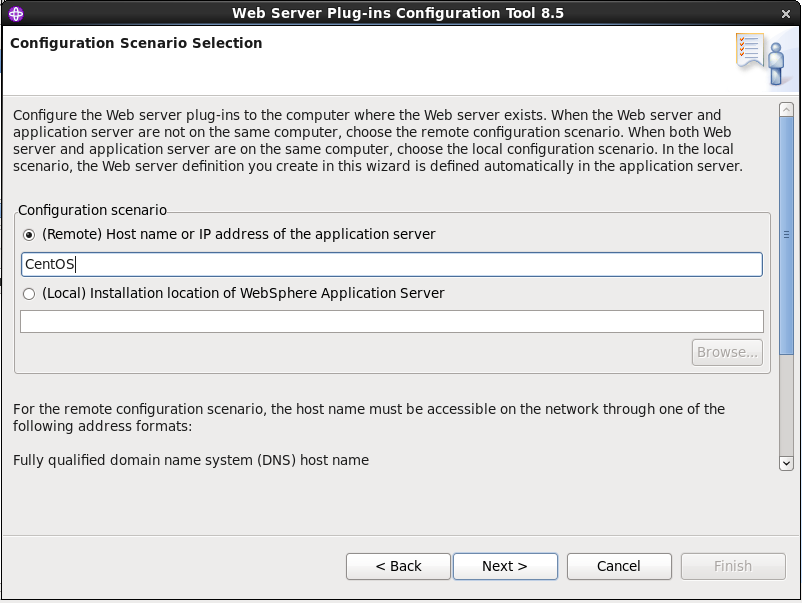 Web Server Plug-ins Configuration Tool 8.5
Configuration Scenario Selection
Configure the Web server plug-ins to the computer where the Web server exists. When the Web server and
application server are not on the same computer, choose the remote configuration scenario. When both Web
server and application server are on the same computer, choose the local configuration scenario. In the local
scenario, the Web server definition you create in this wizard is defined automatically in the application server.
Configuration scenario
(Remote) Host name or IP address of the application server
CentOS
(Local) Installation location of WebSphere Application Server
Browse...
For the remote configuration scenario, the host name must be accessible on the network through one of the
following address formats:
Fully qualified domain name system (DNS) host name
< Back
Next >
Cancel
Finish